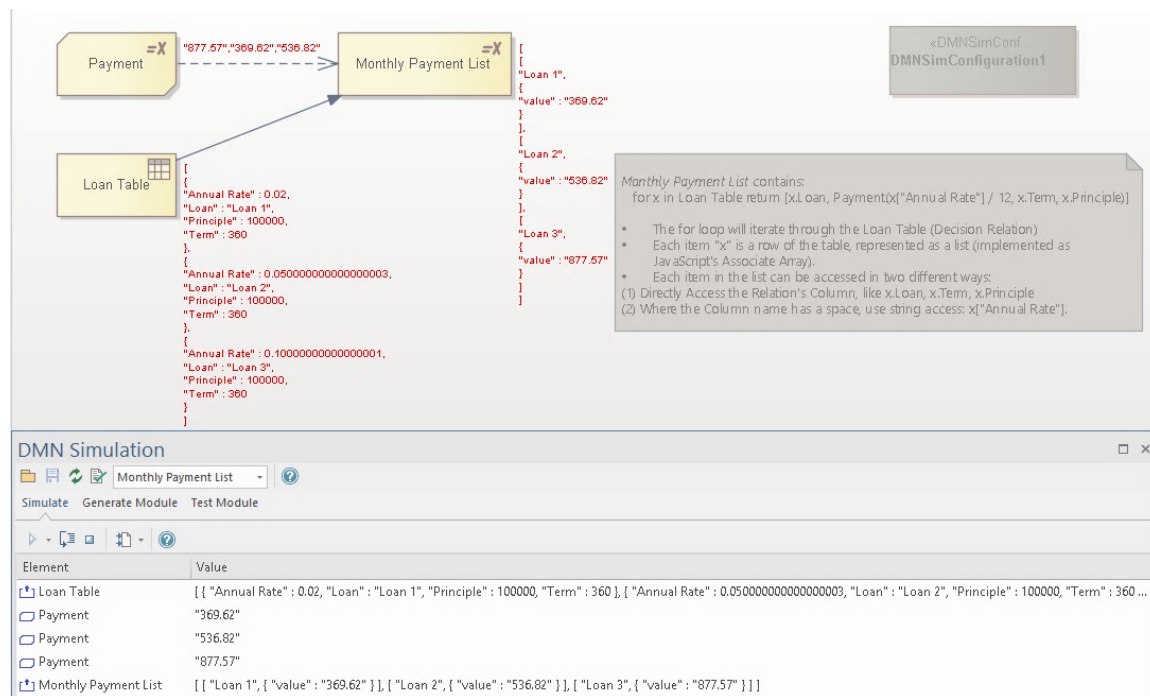 =X
Payment
"877.57","369.62","536.82"
=X
Monthly Payment List
[
[
"Loan 1",
{
"value" : "369.62"
}
],
[
"Loan 2",
{
"value" : "536.82"
}
],
[
"Loan 3",
{
"value" : "877.57"
}
]
]
«DMNSimConf...
DMNSimConfiguration1
Loan Table
[
{
"Annual Rate" : 0.02,
"Loan" : "Loan 1",
"Principle" : 100000,
"Term" : 360
},
{
"Annual Rate" : 0.050000000000000003,
"Loan" : "Loan 2",
"Principle" : 100000,
"Term" : 360
},
{
"Annual Rate" : 0.10000000000000001,
"Loan" : "Loan 3",
"Principle" : 100000,
"Term" : 360
}
]
Monthly Payment List contains:
for x in Loan Table return [x.Loan, Payment(x["Annual Rate"] / 12, x.Term, x.Principle)]
• The for loop will iterate through the Loan Table (Decision Relation)
• Each item "x" is a row of the table, represented as a list (implemented as
JavaScript's Associate Array).
• Each item in the list can be accessed in two different ways:
(1) Directly Access the Relation's Column, like x.Loan, x.Term, x.Principle
(2) Where the Column name has a space, use string access: x["Annual Rate"].
DMN Simulation
Monthly Payment List
Simulate Generate Module Test Module
Element Value
Loan Table [ { "Annual Rate" : 0.02, "Loan" : "Loan 1", "Principle" : 100000, "Term" : 360 }, { "Annual Rate" : 0.050000000000000003, "Loan" : "Loan 2", "Principle" : 100000, "Term" : 360 ...
Payment "369.62"
Payment "536.82"
Payment "877.57"
Monthly Payment List [ [ "Loan 1", { "value" : "369.62" } ], [ "Loan 2", { "value" : "536.82" } ], [ "Loan 3", { "value" : "877.57" } ] ]